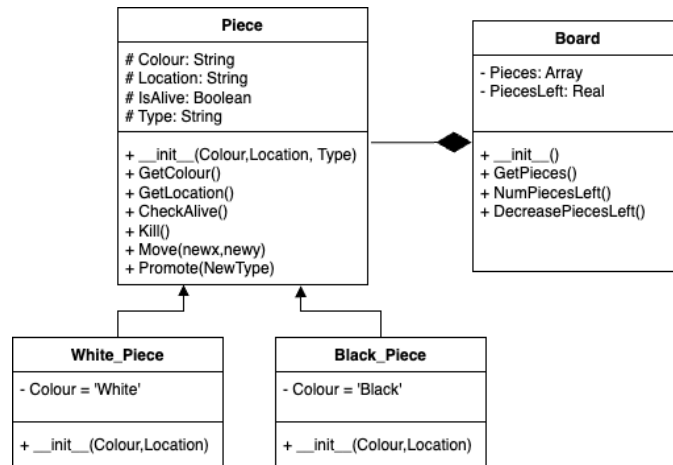 Piece
# Colour: String
# Location: String
# IsAlive: Boolean
# Type: String
+ __init__(Colour,Location, Type)
+ GetColour()
+ GetLocation()
+ CheckAlive()
+ Kill()
+ Move(newx,newy)
+ Promote(NewType)
Board
- Pieces: Array
- PiecesLeft: Real
+ __init__()
+ GetPieces()
+ NumPiecesLeft()
+ DecreasePiecesLeft()
White_Piece
- Colour = 'White'
+ __init__(Colour,Location)
Black_Piece
- Colour = 'Black'
+ __init__(Colour,Location)